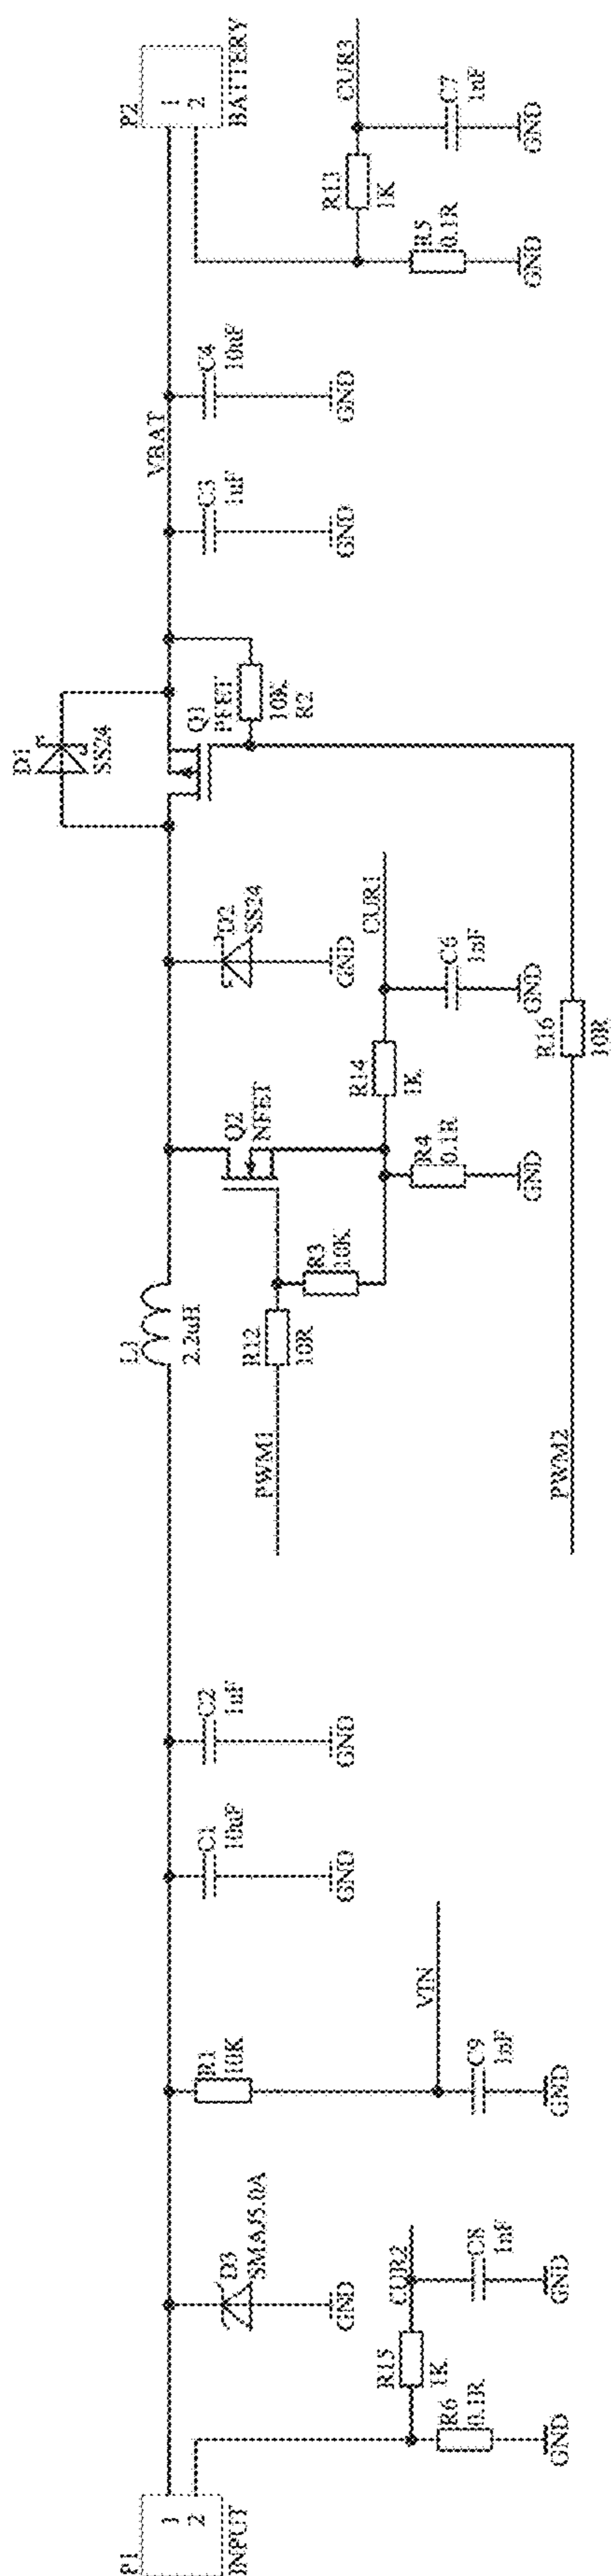 P1
1
2
INPUT
D3
SMAJ5.0A
GND
R15
1K
CUR2
R6
0.1R
GND
C8
1nF
GND
R1
10K
VIN
C9
1nF
GND
C1
10uF
GND
C2
1uF
GND
L1
2.2uH
PWM1
R12
10R
R3
10K
Q2
NFET
R14
1K
CUR1
R4
0.1R
GND
C6
1nF
GND
PWM2
R16
10R
D2
SS24
GND
D1
SS24
Q1
PFET
10K
R2
C3
1uF
GND
VBAT
C4
10uF
GND
P2
1
2
BATTERY
R13
1K
CUR3
R5
0.1R
GND
C7
1nF
GND